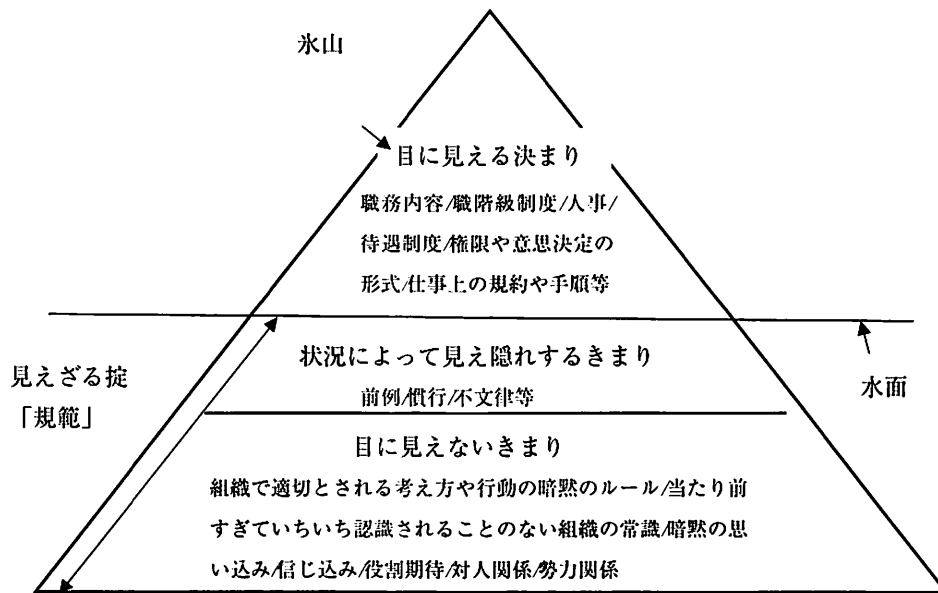 氷山
目に見える決まり
職務内容/職階級制度/人事/
待遇制度/権限や意思決定の
形式/仕事上の規約や手順等
状況によって見え隠れするきまり
前例/慣行/不文律等
見えざる掟
「規範」
水面
目に見えないきまり
組織で適切とされる考え方や行動の暗黙のルール/当たり前
すぎていちいち認識されることのない組織の常識/暗黙の思
い込み/信じ込み/役割期待/対人関係/勢力関係